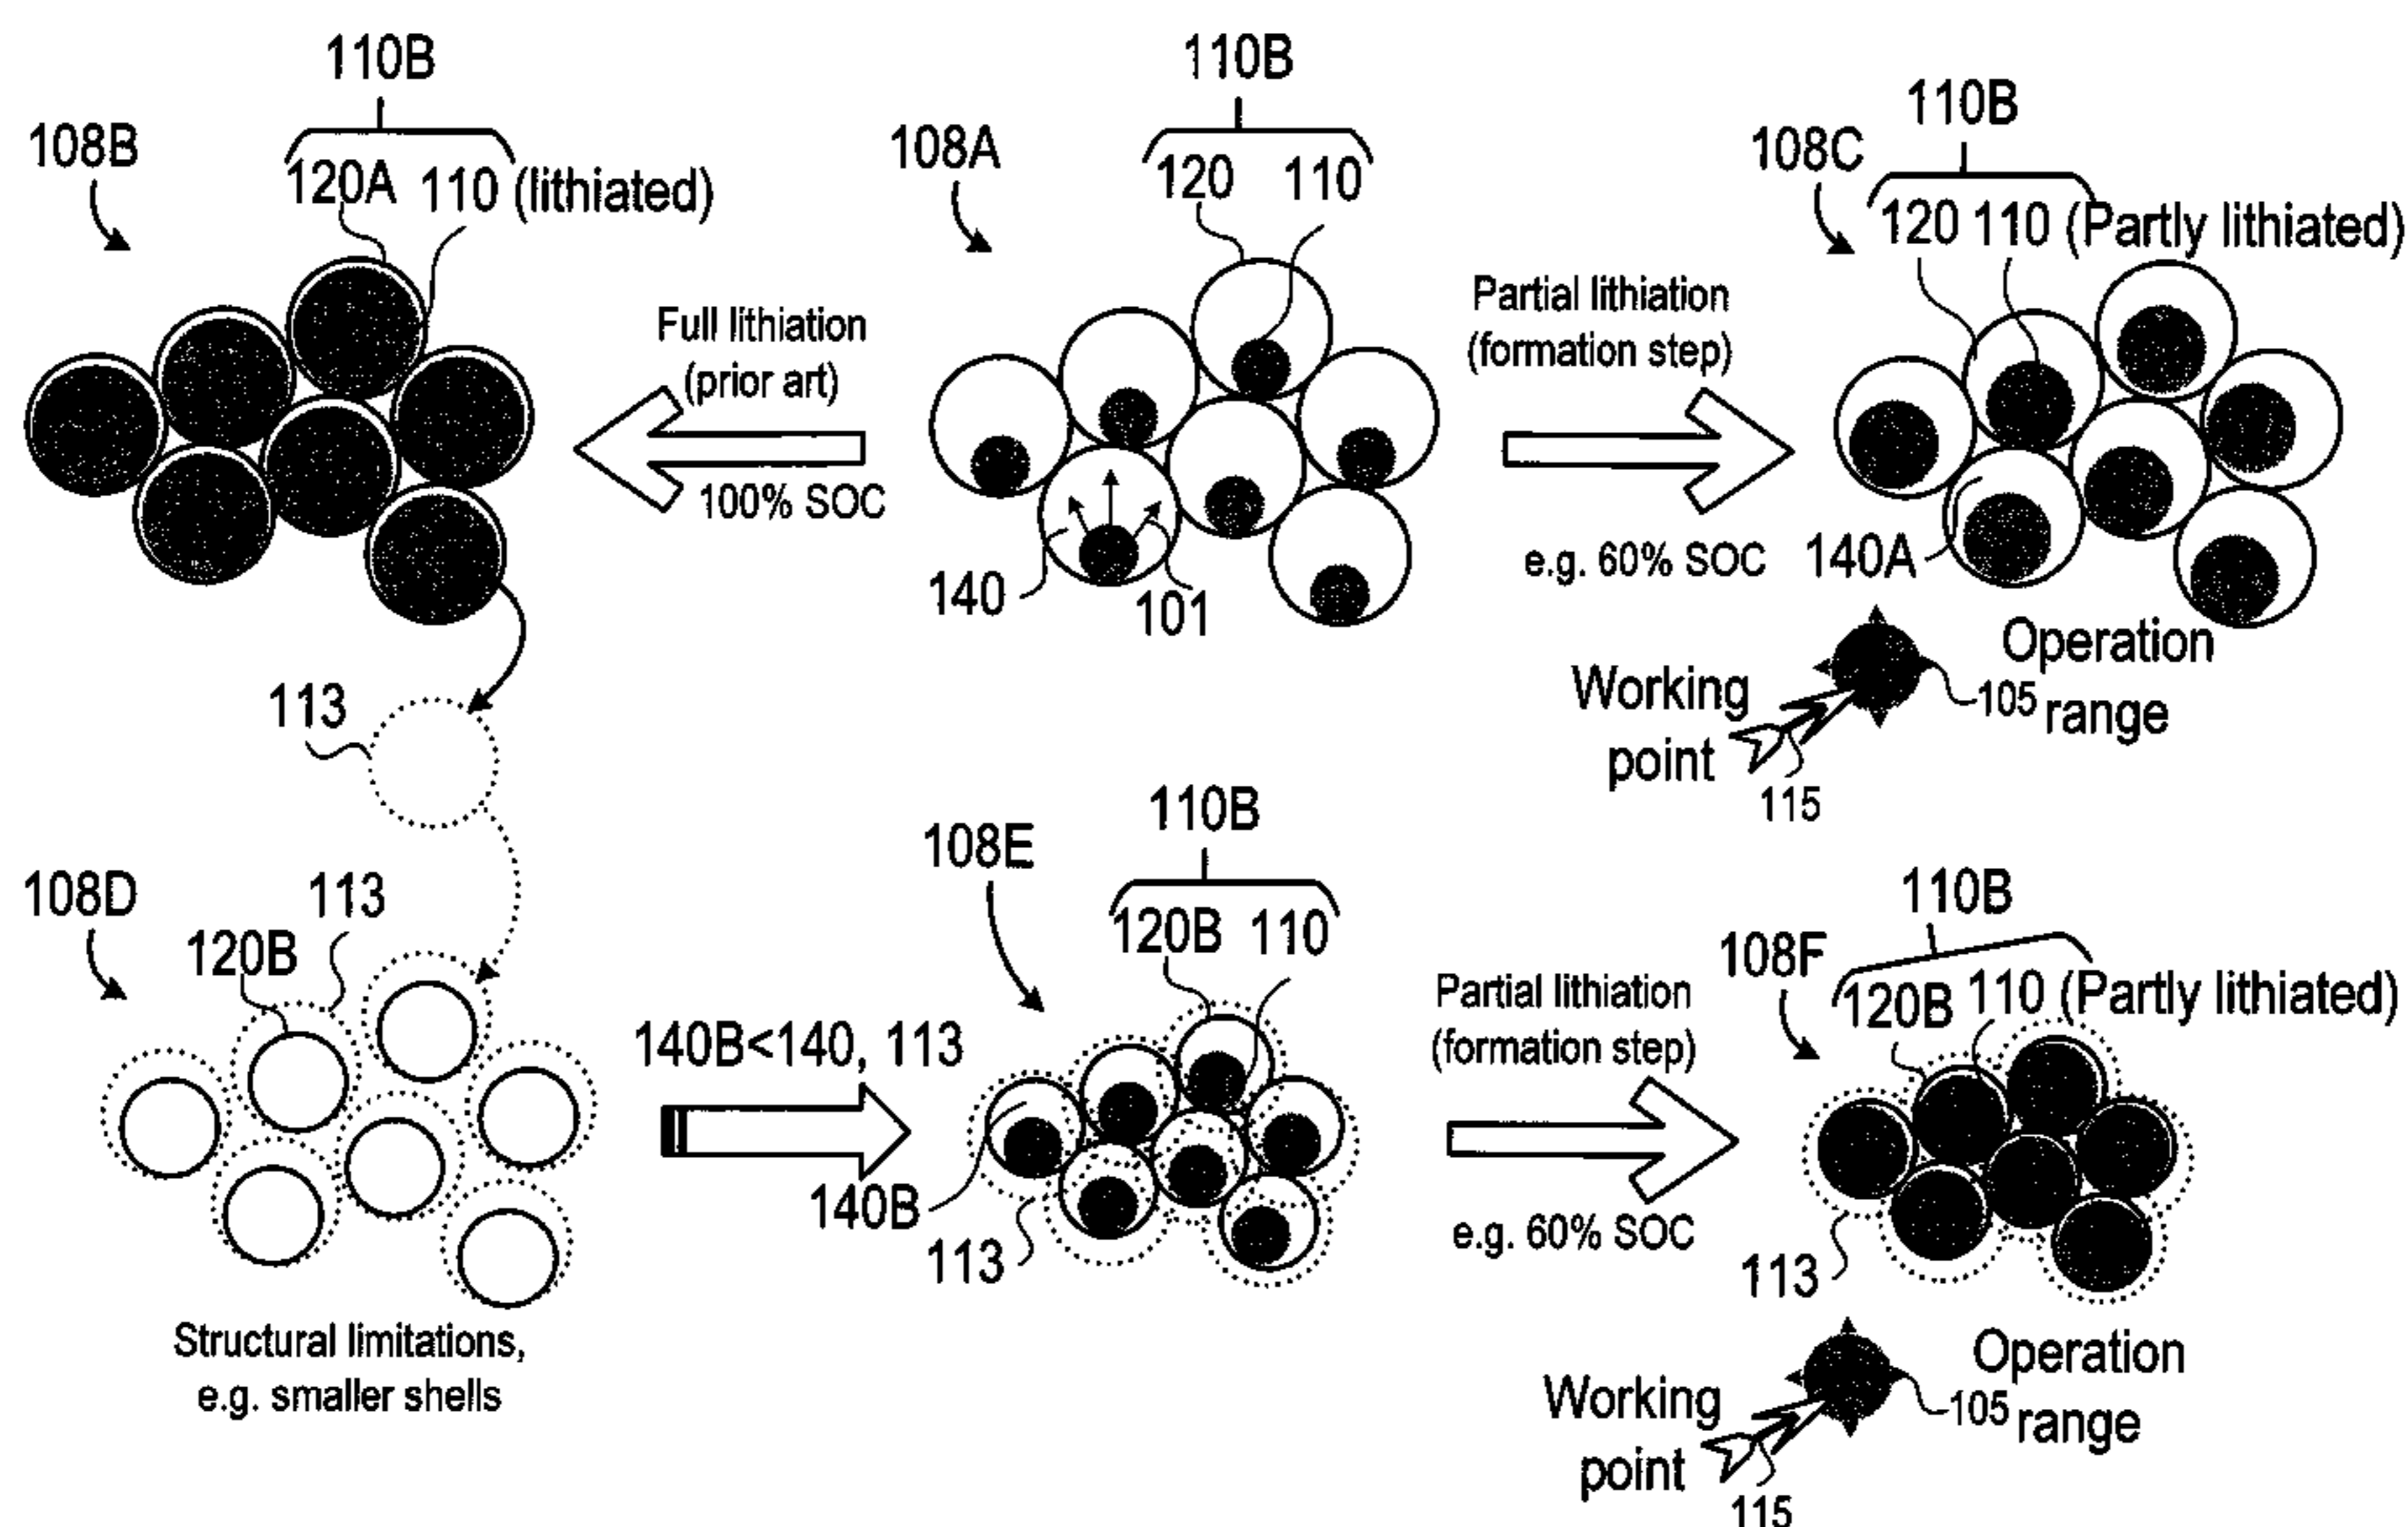 110B
108B
120A 110 (lithiated)
110B
108A
120 110
110B
108C
120 110 (Partly lithiated)
Full lithiation
(prior art)
100% SOC
Partial lithiation
(formation step)
e.g. 60% SOC
140
101
140A
Operation
range
105
Working
point
115
113
108D
113
120B
Structural limitations,
e.g. smaller shells
140B<140, 113
108E
110B
120B 110
140B
113
Partial lithiation
(formation step)
e.g. 60% SOC
110B
108F
120B 110 (Partly lithiated)
113
Operation
range
105
Working
point
115